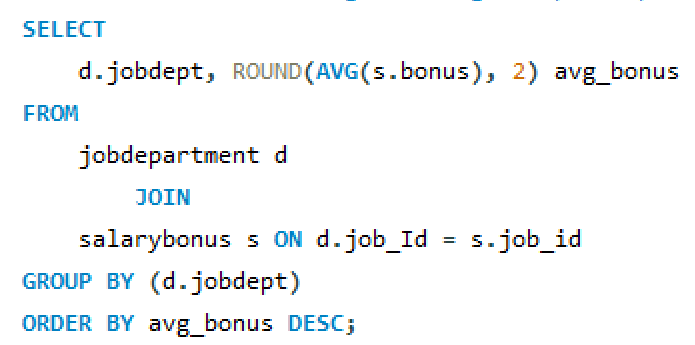 SELECT
d.jobdept, ROUND(AVG(s.bonus), 2) avg_bonus
FROM
jobdepartment d
JOIN
salarybonus s ON d.job_Id = s.job_id
GROUP BY (d.jobdept)
ORDER BY avg_bonus DESC;